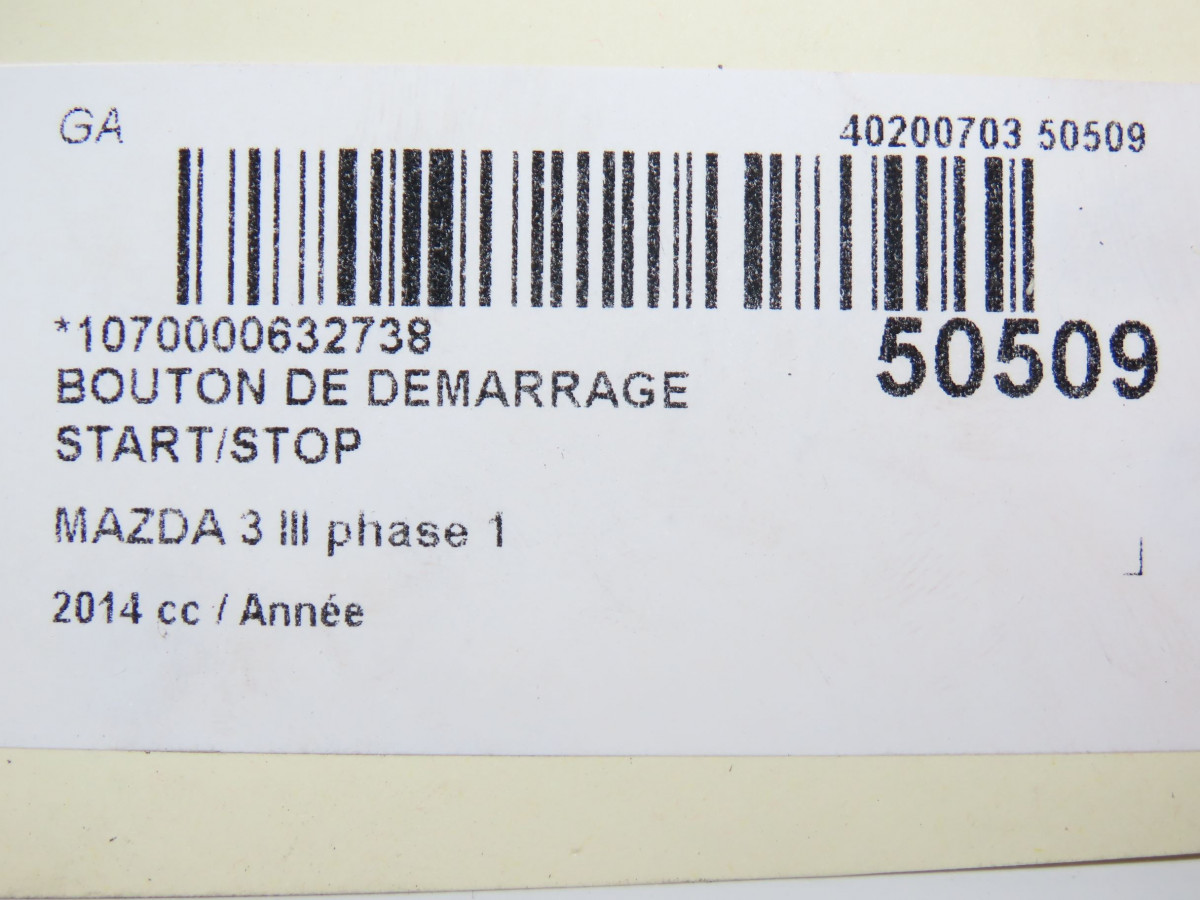 GA
40200703 50509
*1070000632738
50509
BOUTON DE DEMARRAGE
START/STOP
MAZDA 3 III phase 1
2014 cc / Année